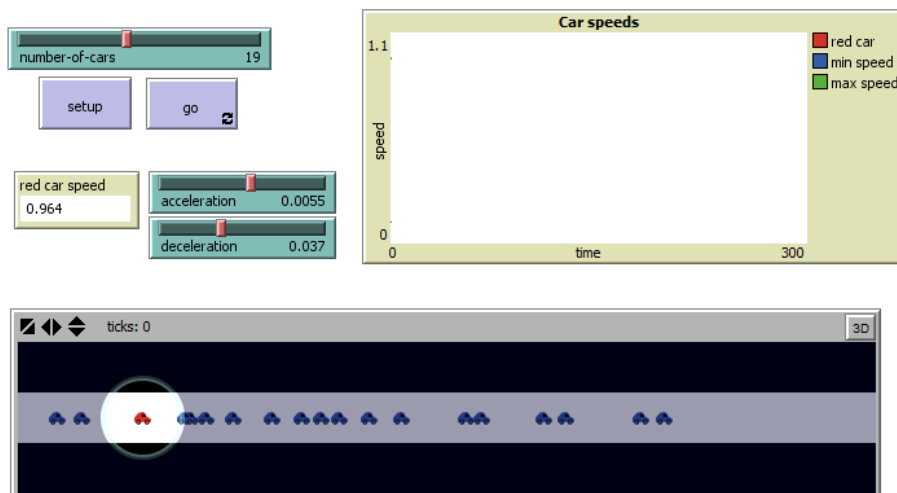 number-of-cars 19
setup
go
red car speed
0.964
acceleration 0.0055
deceleration 0.037
Car speeds
1.1
speed
0
0 time 300
red car
min speed
max speed
ticks: 0
3D